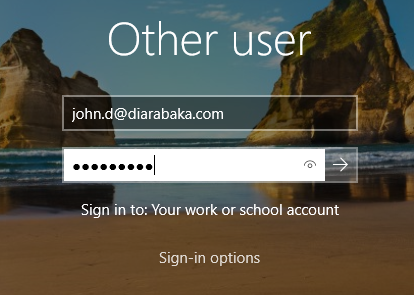 Other user
john.d@diarabaka.com
●●●●●●●●●
Sign in to: Your work or school account
Sign-in options